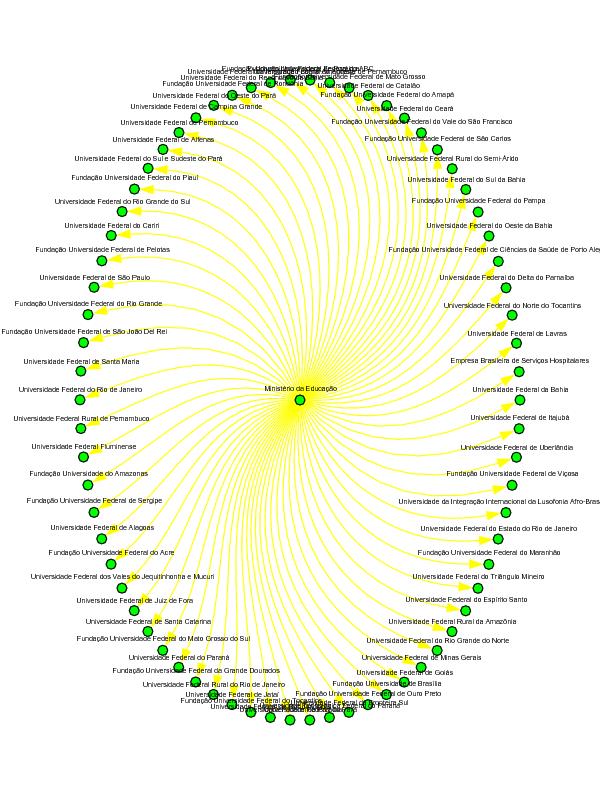 Universidade Federal de Mato Grosso
Universidade Federal de Catalão
Fundação Universidade Federal de Rondônia
Fundação Universidade Federal do Amapá
Universidade Federal do Oeste do Pará
Universidade Federal de Campina Grande
Universidade Federal do Ceará
Universidade Federal de Pernambuco
Fundação Universidade Federal do Vale do São Francisco
Universidade Federal de Alfenas
Fundação Universidade Federal de São Carlos
Universidade Federal do Sul e Sudeste do Pará
Universidade Federal Rural do Semi-Árido
Fundação Universidade Federal do Piauí
Universidade Federal do Sul da Bahia
Universidade Federal do Rio Grande do Sul
Fundação Universidade Federal do Pampa
Universidade Federal do Cariri
Universidade Federal do Oeste da Bahia
Fundação Universidade Federal de Pelotas
Fundação Universidade Federal de Ciências da Saúde de Porto Aleg
Universidade Federal de São Paulo
Universidade Federal do Delta do Parnaíba
Fundação Universidade Federal do Rio Grande
Universidade Federal do Norte do Tocantins
Fundação Universidade Federal de São João Del Rei
Universidade Federal de Lavras
Universidade Federal de Santa Maria
Empresa Brasileira de Serviços Hospitalares
Ministério da Educação
Universidade Federal do Rio de Janeiro
Universidade Federal da Bahia
Universidade Federal Rural de Pernambuco
Universidade Federal de Itajubá
Universidade Federal Fluminense
Universidade Federal de Uberlândia
Fundação Universidade do Amazonas
Fundação Universidade Federal de Viçosa
Fundação Universidade Federal de Sergipe
Universidade da Integração Internacional da Lusofonia Afro-Bras
Universidade Federal de Alagoas
Universidade Federal do Estado do Rio de Janeiro
Fundação Universidade Federal do Acre
Fundação Universidade Federal do Maranhão
Universidade Federal dos Vales do Jequitinhonha e Mucuri
Universidade Federal do Triângulo Mineiro
Universidade Federal de Juiz de Fora
Universidade Federal do Espírito Santo
Universidade Federal de Santa Catarina
Universidade Federal Rural da Amazônia
Fundação Universidade Federal do Mato Grosso do Sul
Universidade Federal do Rio Grande do Norte
Universidade Federal do Paraná
Universidade Federal de Minas Gerais
Fundação Universidade Federal da Grande Dourados
Universidade Federal de Goiás
Universidade Federal Rural do Rio de Janeiro
Fundação Universidade de Brasília
Universidade Federal de Jataí
Fundação Universidade Federal de Ouro Preto
Fundação Universidade Federal do Tocantins